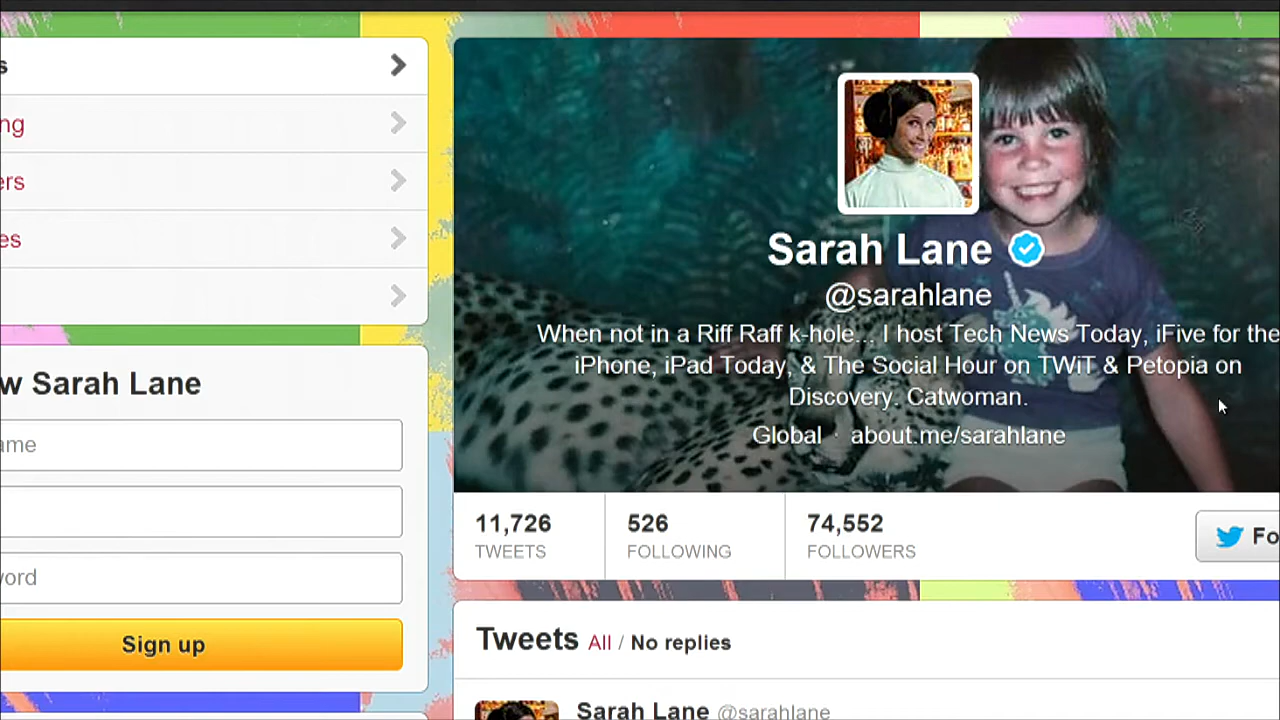 s
ng
ers
es
w Sarah Lane
ame
word
Sign up
Sarah Lane
@sarahlane
When not in a Riff Raff k-hole... I host Tech News Today, iFive for the
iPhone, iPad Today, & The Social Hour on TWiT & Petopia on
Discovery. Catwoman.
Global · about.me/sarahlane
11,726 526 74,552
TWEETS FOLLOWING FOLLOWERS
Fo
Tweets All / No replies
Sarah Lane @sarahlane